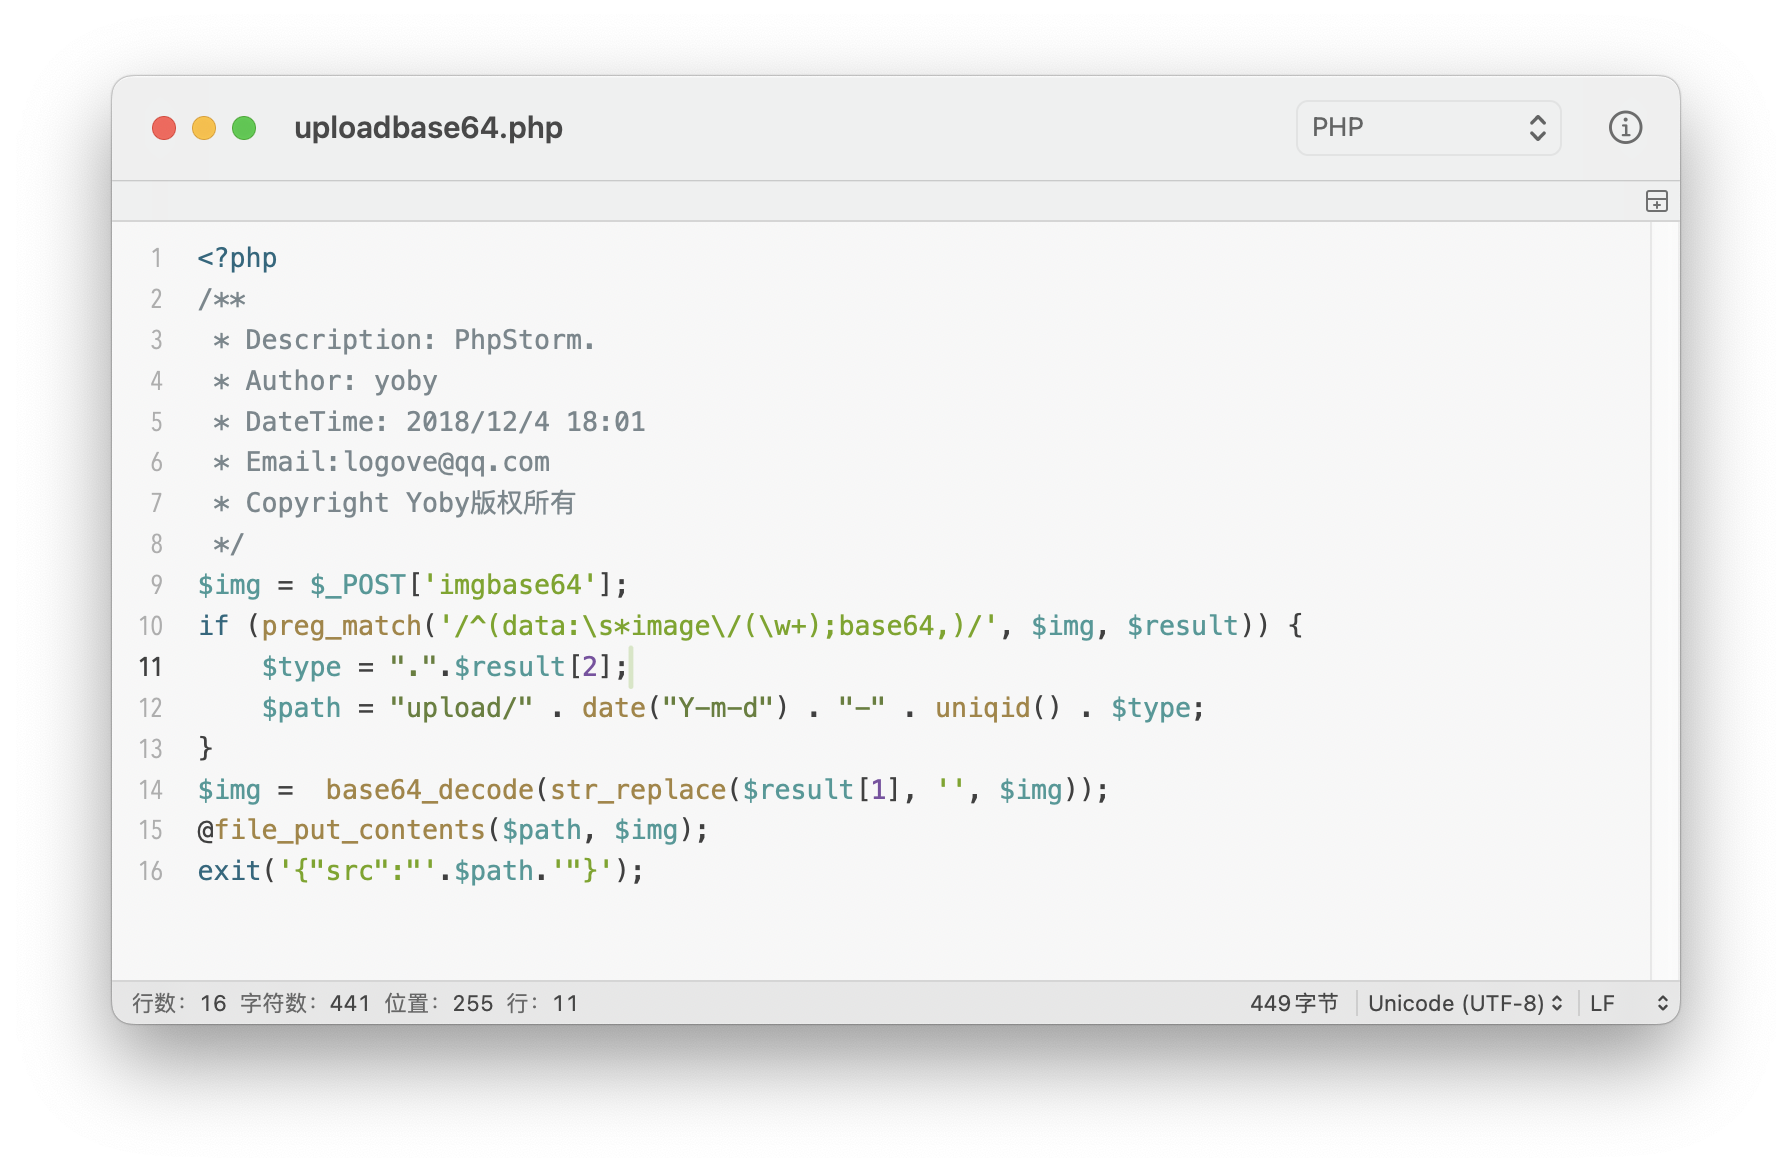 uploadbase64.php
PHP
1 <?php
2 /**
3  * Description: PhpStorm.
4  * Author: yoby
5  * DateTime: 2018/12/4 18:01
6  * Email:logove@qq.com
7  * Copyright Yoby版权所有
8  */
9 $img = $_POST['imgbase64'];
10 if (preg_match('/^(data:\s*image\/(\w+);base64,)/', $img, $result)) {
11     $type = ".".$result[2];
12     $path = "upload/" . date("Y-m-d") . "-" . uniqid() . $type;
13 }
14 $img =  base64_decode(str_replace($result[1], '', $img));
15 @file_put_contents($path, $img);
16 exit('{"src":"'.$path.'"}');
行数: 16 字符数: 441 位置: 255 行: 11 449字节 Unicode (UTF-8) LF